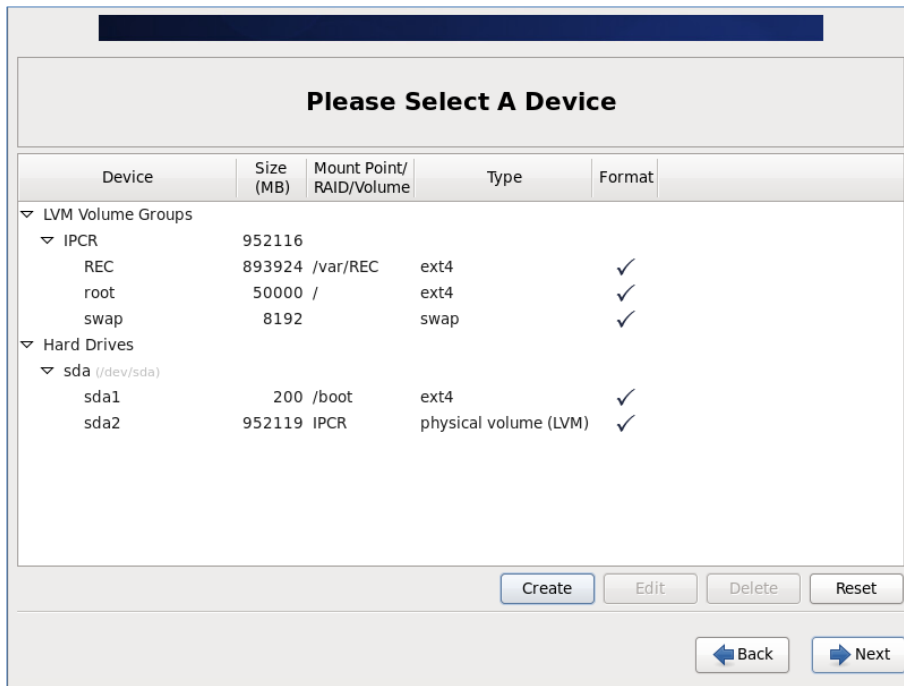 Please Select A Device
Device Size (MB) Mount Point/ RAID/Volume Type Format
LVM Volume Groups
IPCR 952116
REC 893924 /var/REC ext4 ✓
root 50000 / ext4 ✓
swap 8192 swap ✓
Hard Drives
sda (/dev/sda)
sda1 200 /boot ext4 ✓
sda2 952119 IPCR physical volume (LVM) ✓
Create Edit Delete Reset
Back Next